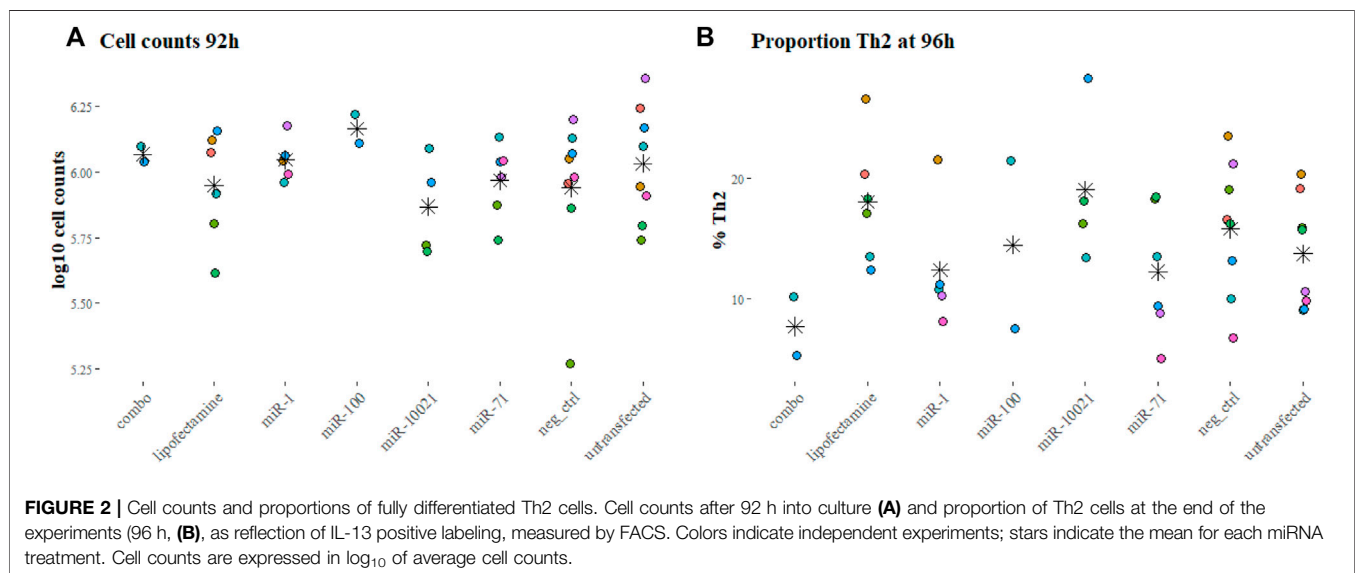 A Cell counts 92h
log10 cell counts
6.25
6.00
5.75
5.50
5.25
combo
lipofectamine
miR-1
miR-100
miR-10021
miR-71
neg_ctrl
untransfected
B Proportion Th2 at 96h
% Th2
20
10
combo
lipofectamine
miR-1
miR-100
miR-10021
miR-71
neg_ctrl
untransfected
FIGURE 2 | Cell counts and proportions of fully differentiated Th2 cells. Cell counts after 92 h into culture (A) and proportion of Th2 cells at the end of the
experiments (96 h, (B), as reflection of IL-13 positive labeling, measured by FACS. Colors indicate independent experiments; stars indicate the mean for each miRNA
treatment. Cell counts are expressed in log10 of average cell counts.